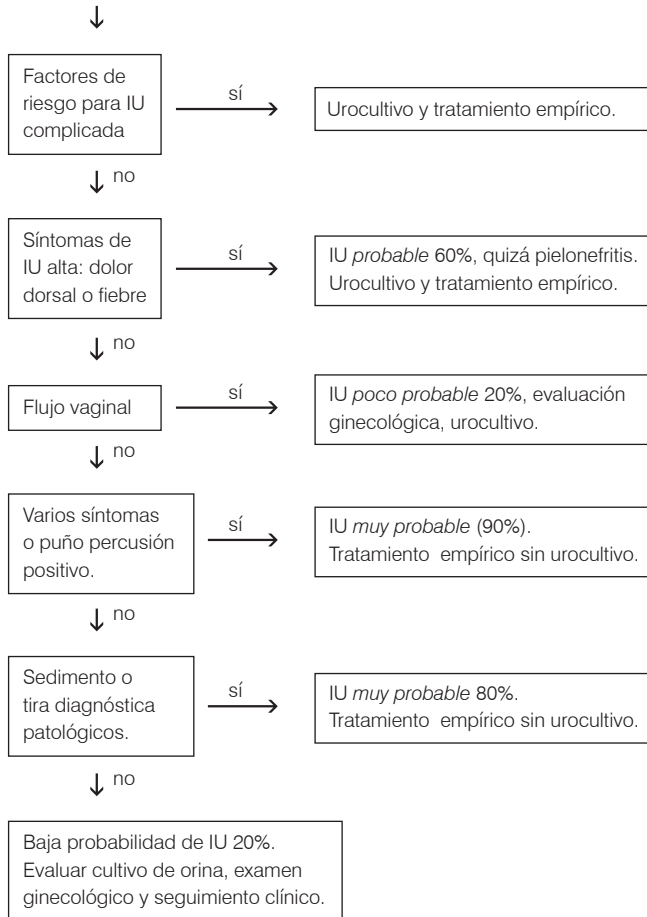 Factores de
riesgo para IU
complicada
sí
Urocultivo y tratamiento empírico.
no
Síntomas de
IU alta: dolor
dorsal o fiebre
sí
IU probable 60%, quizá pielonefritis.
Urocultivo y tratamiento empírico.
no
Flujo vaginal
sí
IU poco probable 20%, evaluación
ginecológica, urocultivo.
no
Varios síntomas
o puño percusión
positivo.
sí
IU muy probable (90%).
Tratamiento empírico sin urocultivo.
no
Sedimento o
tira diagnóstica
patológicos.
sí
IU muy probable 80%.
Tratamiento empírico sin urocultivo.
no
Baja probabilidad de IU 20%.
Evaluar cultivo de orina, examen
ginecológico y seguimiento clínico.